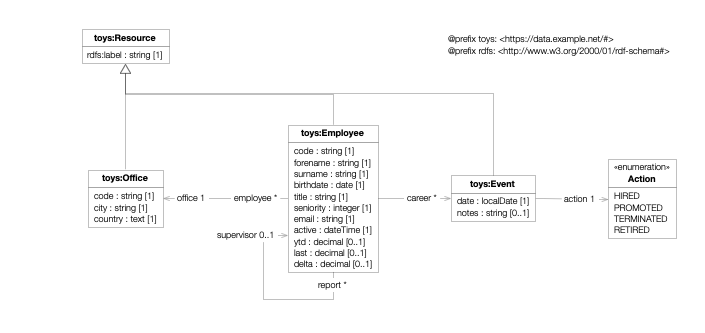 toys:Resource
rdfs:label : string [1]
@prefix toys: <https://data.example.net/#>
@prefix rdfs: <http://www.w3.org/2000/01/rdf-schema#>
toys:Employee
code : string [1]
forename : string [1]
surname : string [1]
birthdate : date [1]
title : string [1]
seniority : integer [1]
email : string [1]
active : dateTime [1]
ytd : decimal [0..1]
last : decimal [0..1]
delta : decimal [0..1]
toys:Office
code : string [1]
city : string [1]
country : text [1]
office 1
employee *
supervisor 0..1
report *
career *
toys:Event
date : localDate [1]
notes : string [0..1]
action 1
«enumeration»
Action
HIRED
PROMOTED
TERMINATED
RETIRED